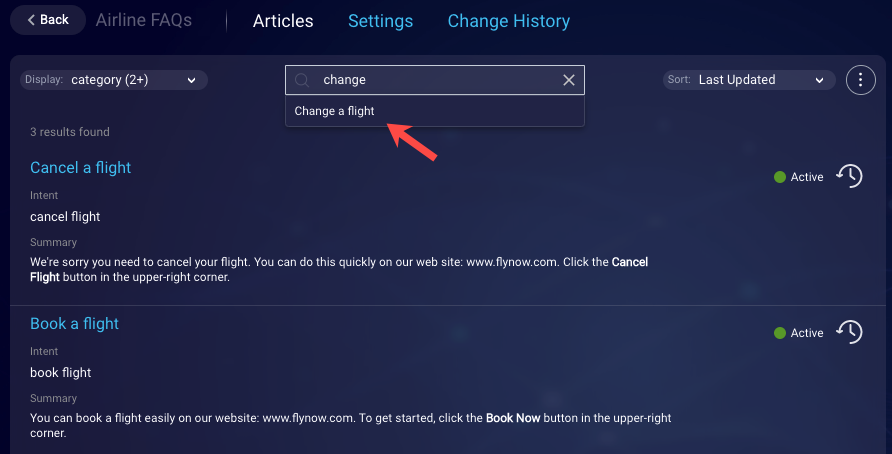 Back Airline FAQs Articles Settings Change History
Display: category (2+) change Sort: Last Updated
Change a flight
3 results found
Cancel a flight
Active
Intent
cancel flight
Summary
We're sorry you need to cancel your flight. You can do this quickly on our web site: www.flynow.com. Click the Cancel
Flight button in the upper-right corner.
Book a flight
Active
Intent
book flight
Summary
You can book a flight easily on our website: www.flynow.com. To get started, click the Book Now button in the upper-right
corner.